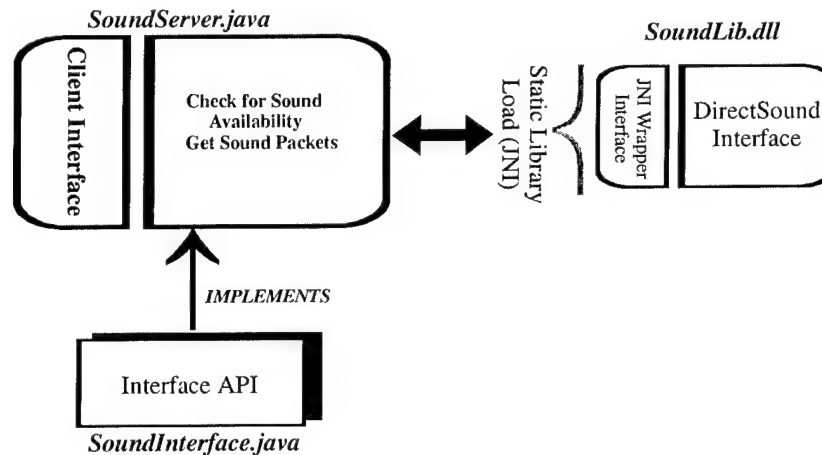 SoundServer.java
Client Interface
Check for Sound
Availability
Get Sound Packets
Static Library
Load (JNI)
SoundLib.dll
JNI Wrapper
Interface
DirectSound
Interface
IMPLEMENTS
Interface API
SoundInterface.java